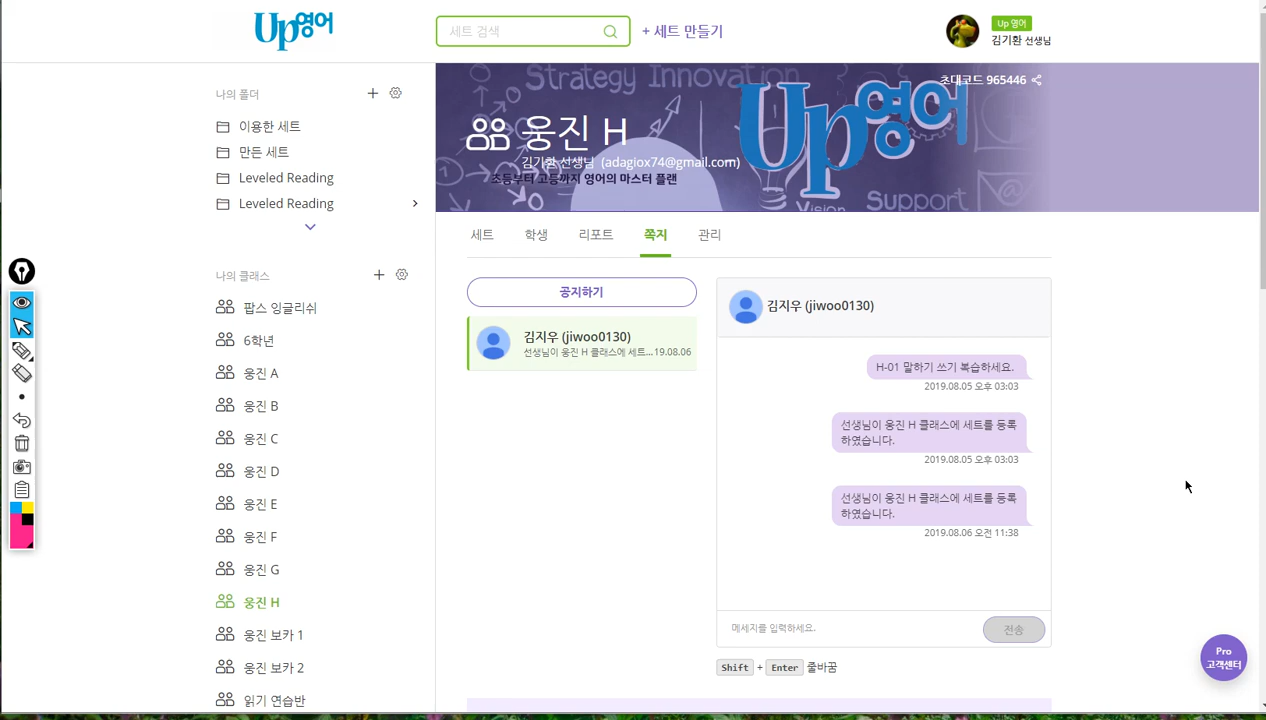 Up영어
세트 검색
+ 세트 만들기
Up 영어
김기환 선생님
나의 폴더
이용한 세트
만든 세트
Leveled Reading
Leveled Reading
나의 클래스
팝스 잉글리쉬
6학년
웅진 A
웅진 B
웅진 C
웅진 D
웅진 E
웅진 F
웅진 G
웅진 H
웅진 보카 1
웅진 보카 2
읽기 연습반
Strategy Innovation
초대코드 965446
Up영어
웅진 H
김기환 선생님 (adagiox74@gmail.com)
초등부터 고등까지 영어의 마스터 플랜
Support
Vision
세트 학생 리포트 쪽지 관리
공지하기
김지우 (jiwoo0130)
선생님이 웅진 H 클래스에 세트... 19.08.06
김지우 (jiwoo0130)
H-01 말하기 쓰기 복습하세요.
2019.08.05 오후 03:03
선생님이 웅진 H 클래스에 세트를 등록
하였습니다.
2019.08.05 오후 03:03
선생님이 웅진 H 클래스에 세트를 등록
하였습니다.
2019.08.06 오전 11:38
메세지를 입력하세요.
전송
Shift + Enter 줄바꿈
Pro
고객센터